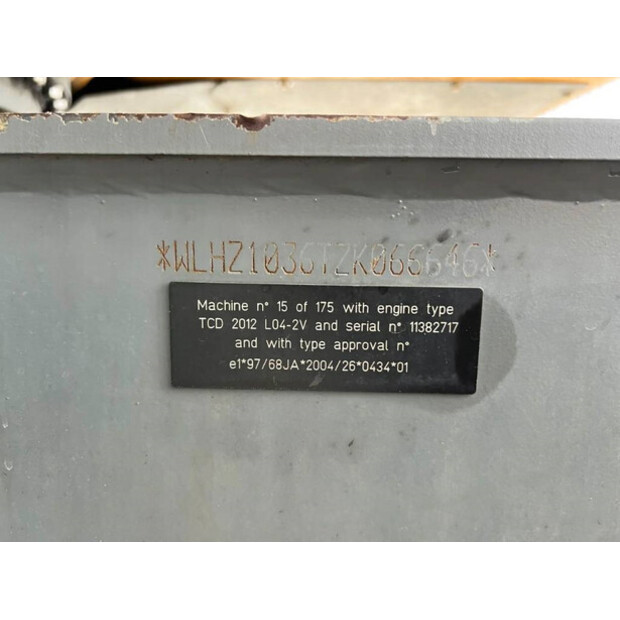 *WLHZ1036TZK066646*
Machine n° 15 of 175 with engine type
TCD 2012 L04-2V and serial n° 11382717
and with type approval n°
e1*97/68JA*2004/26*0434*01